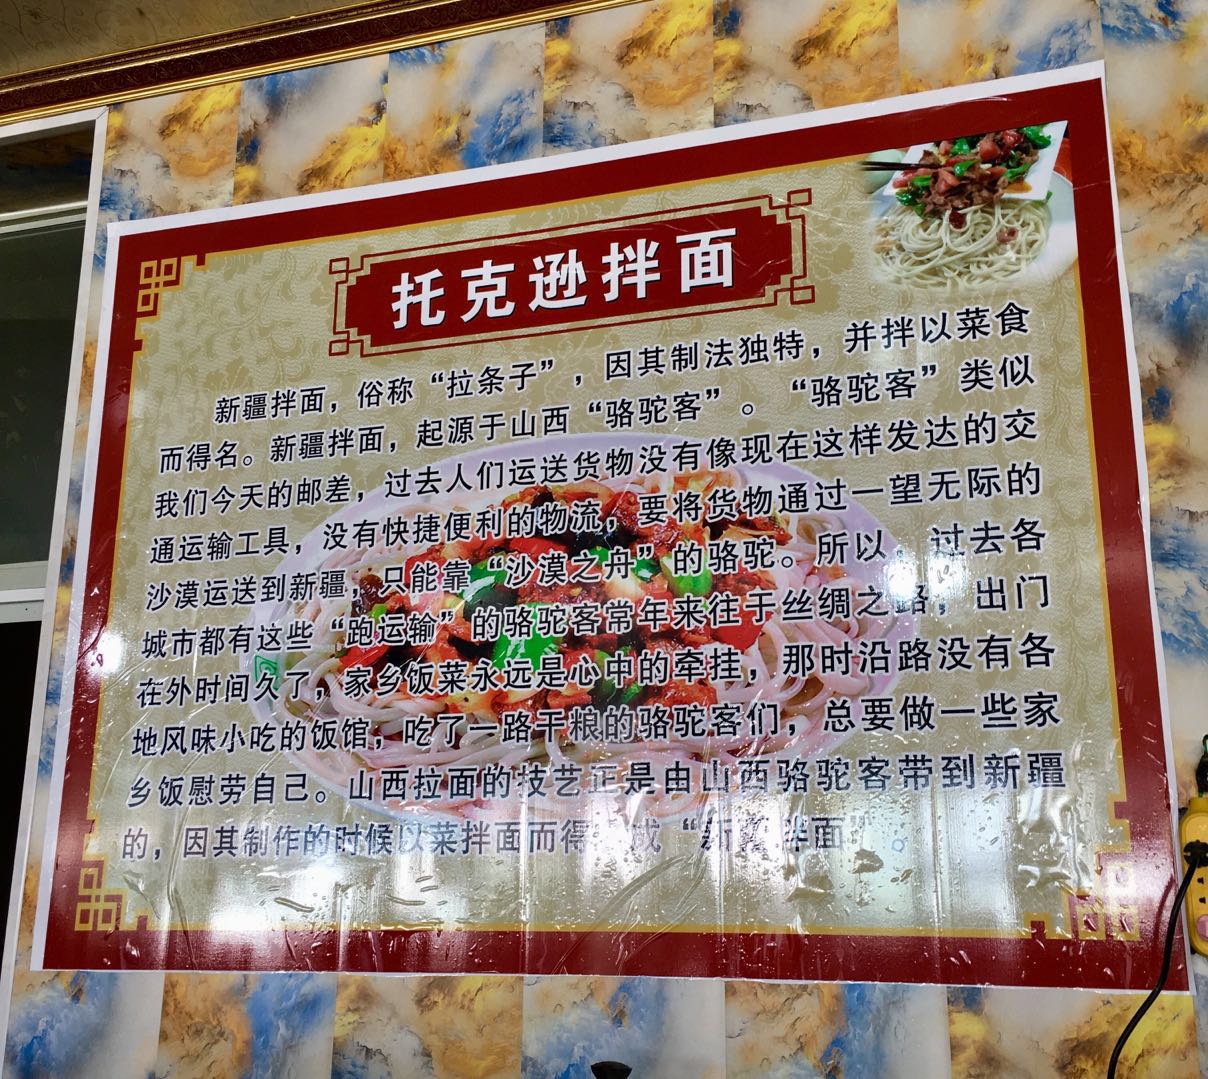 托克逊拌面
新疆拌面，俗称“拉条子”，因其制法独特，并拌以菜食
而得名。新疆拌面，起源于山西“骆驼客”。“骆驼客”类似
我们今天的邮差，过去人们运送货物没有像现在这样发达的交
通运输工具，没有快捷便利的物流，要将货物通过一望无际的
沙漠运送到新疆，只能靠“沙漠之舟”的骆驼。所以，过去各
城市都有这些“跑运输”的骆驼客常年来往于丝绸之路，出门
在外时间久了，家乡饭菜永远是心中的牵挂，那时沿路没有各
地风味小吃的饭馆，吃了一路干粮的骆驼客们，总要做一些家
乡饭慰劳自己。山西拉面的技艺正是由山西骆驼客带到新疆
的，因其制作的时候以菜拌面而得 成“ 拌面”。